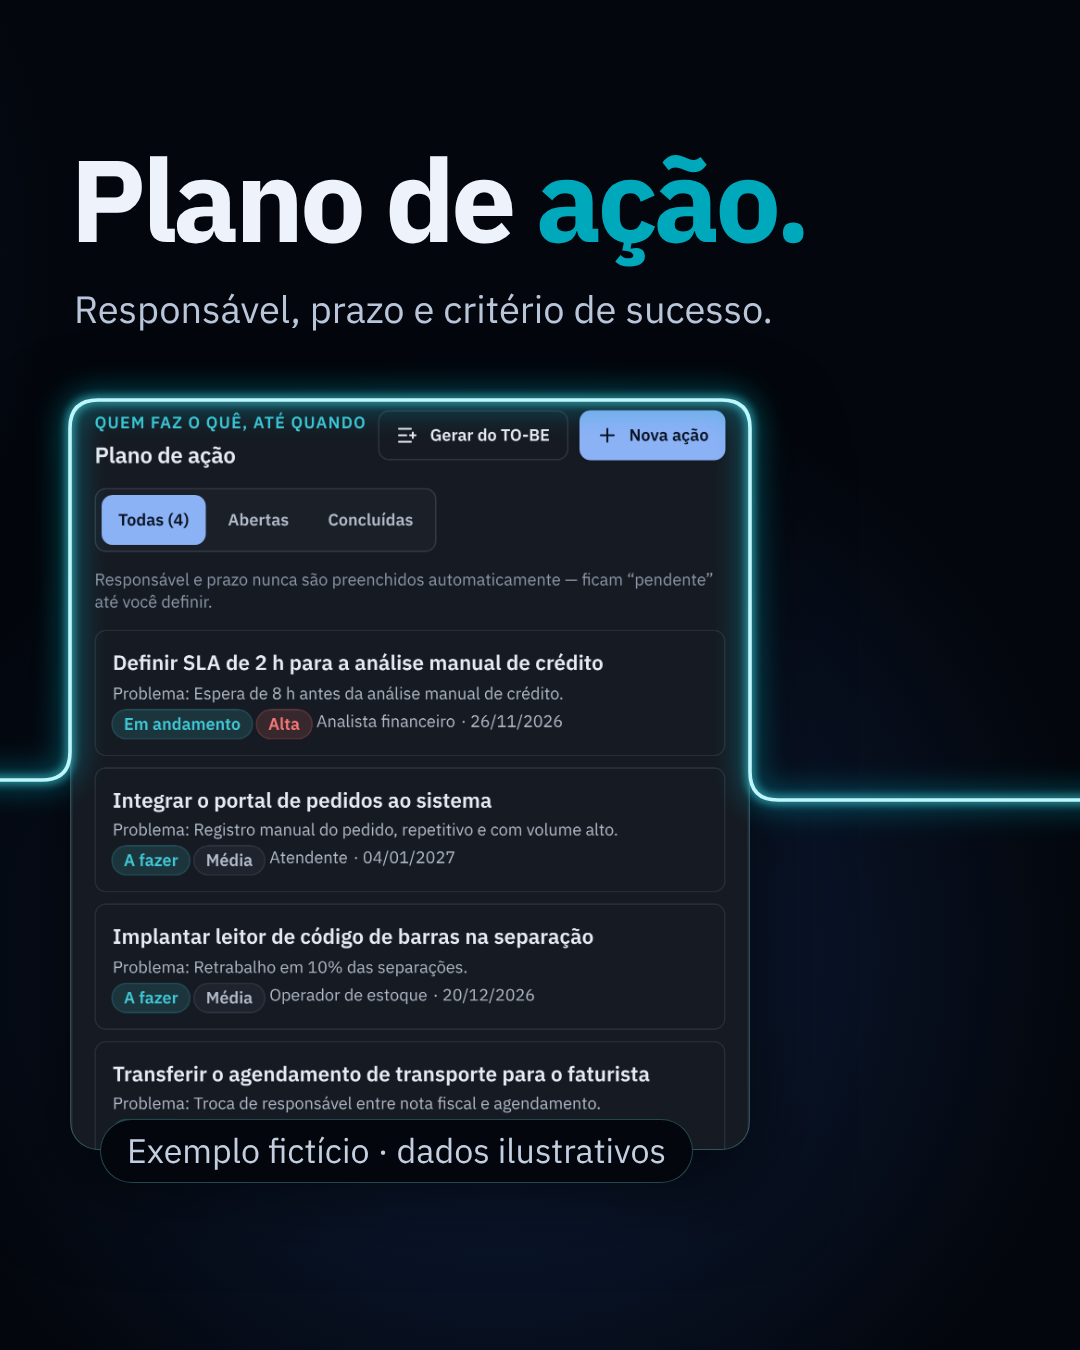 Plano de ação.
Responsável, prazo e critério de sucesso.
QUEM FAZ O QUÊ, ATÉ QUANDO
Plano de ação
Gerar do TO-BE
Nova ação
Todas (4) Abertas Concluídas
Responsável e prazo nunca são preenchidos automaticamente — ficam “pendente”
até você definir.
Definir SLA de 2 h para a análise manual de crédito
Problema: Espera de 8 h antes da análise manual de crédito.
Em andamento Alta Analista financeiro · 26/11/2026
Integrar o portal de pedidos ao sistema
Problema: Registro manual do pedido, repetitivo e com volume alto.
A fazer Média Atendente · 04/01/2027
Implantar leitor de código de barras na separação
Problema: Retrabalho em 10% das separações.
A fazer Média Operador de estoque · 20/12/2026
Transferir o agendamento de transporte para o faturista
Problema: Troca de responsável entre nota fiscal e agendamento.
Exemplo fictício · dados ilustrativos